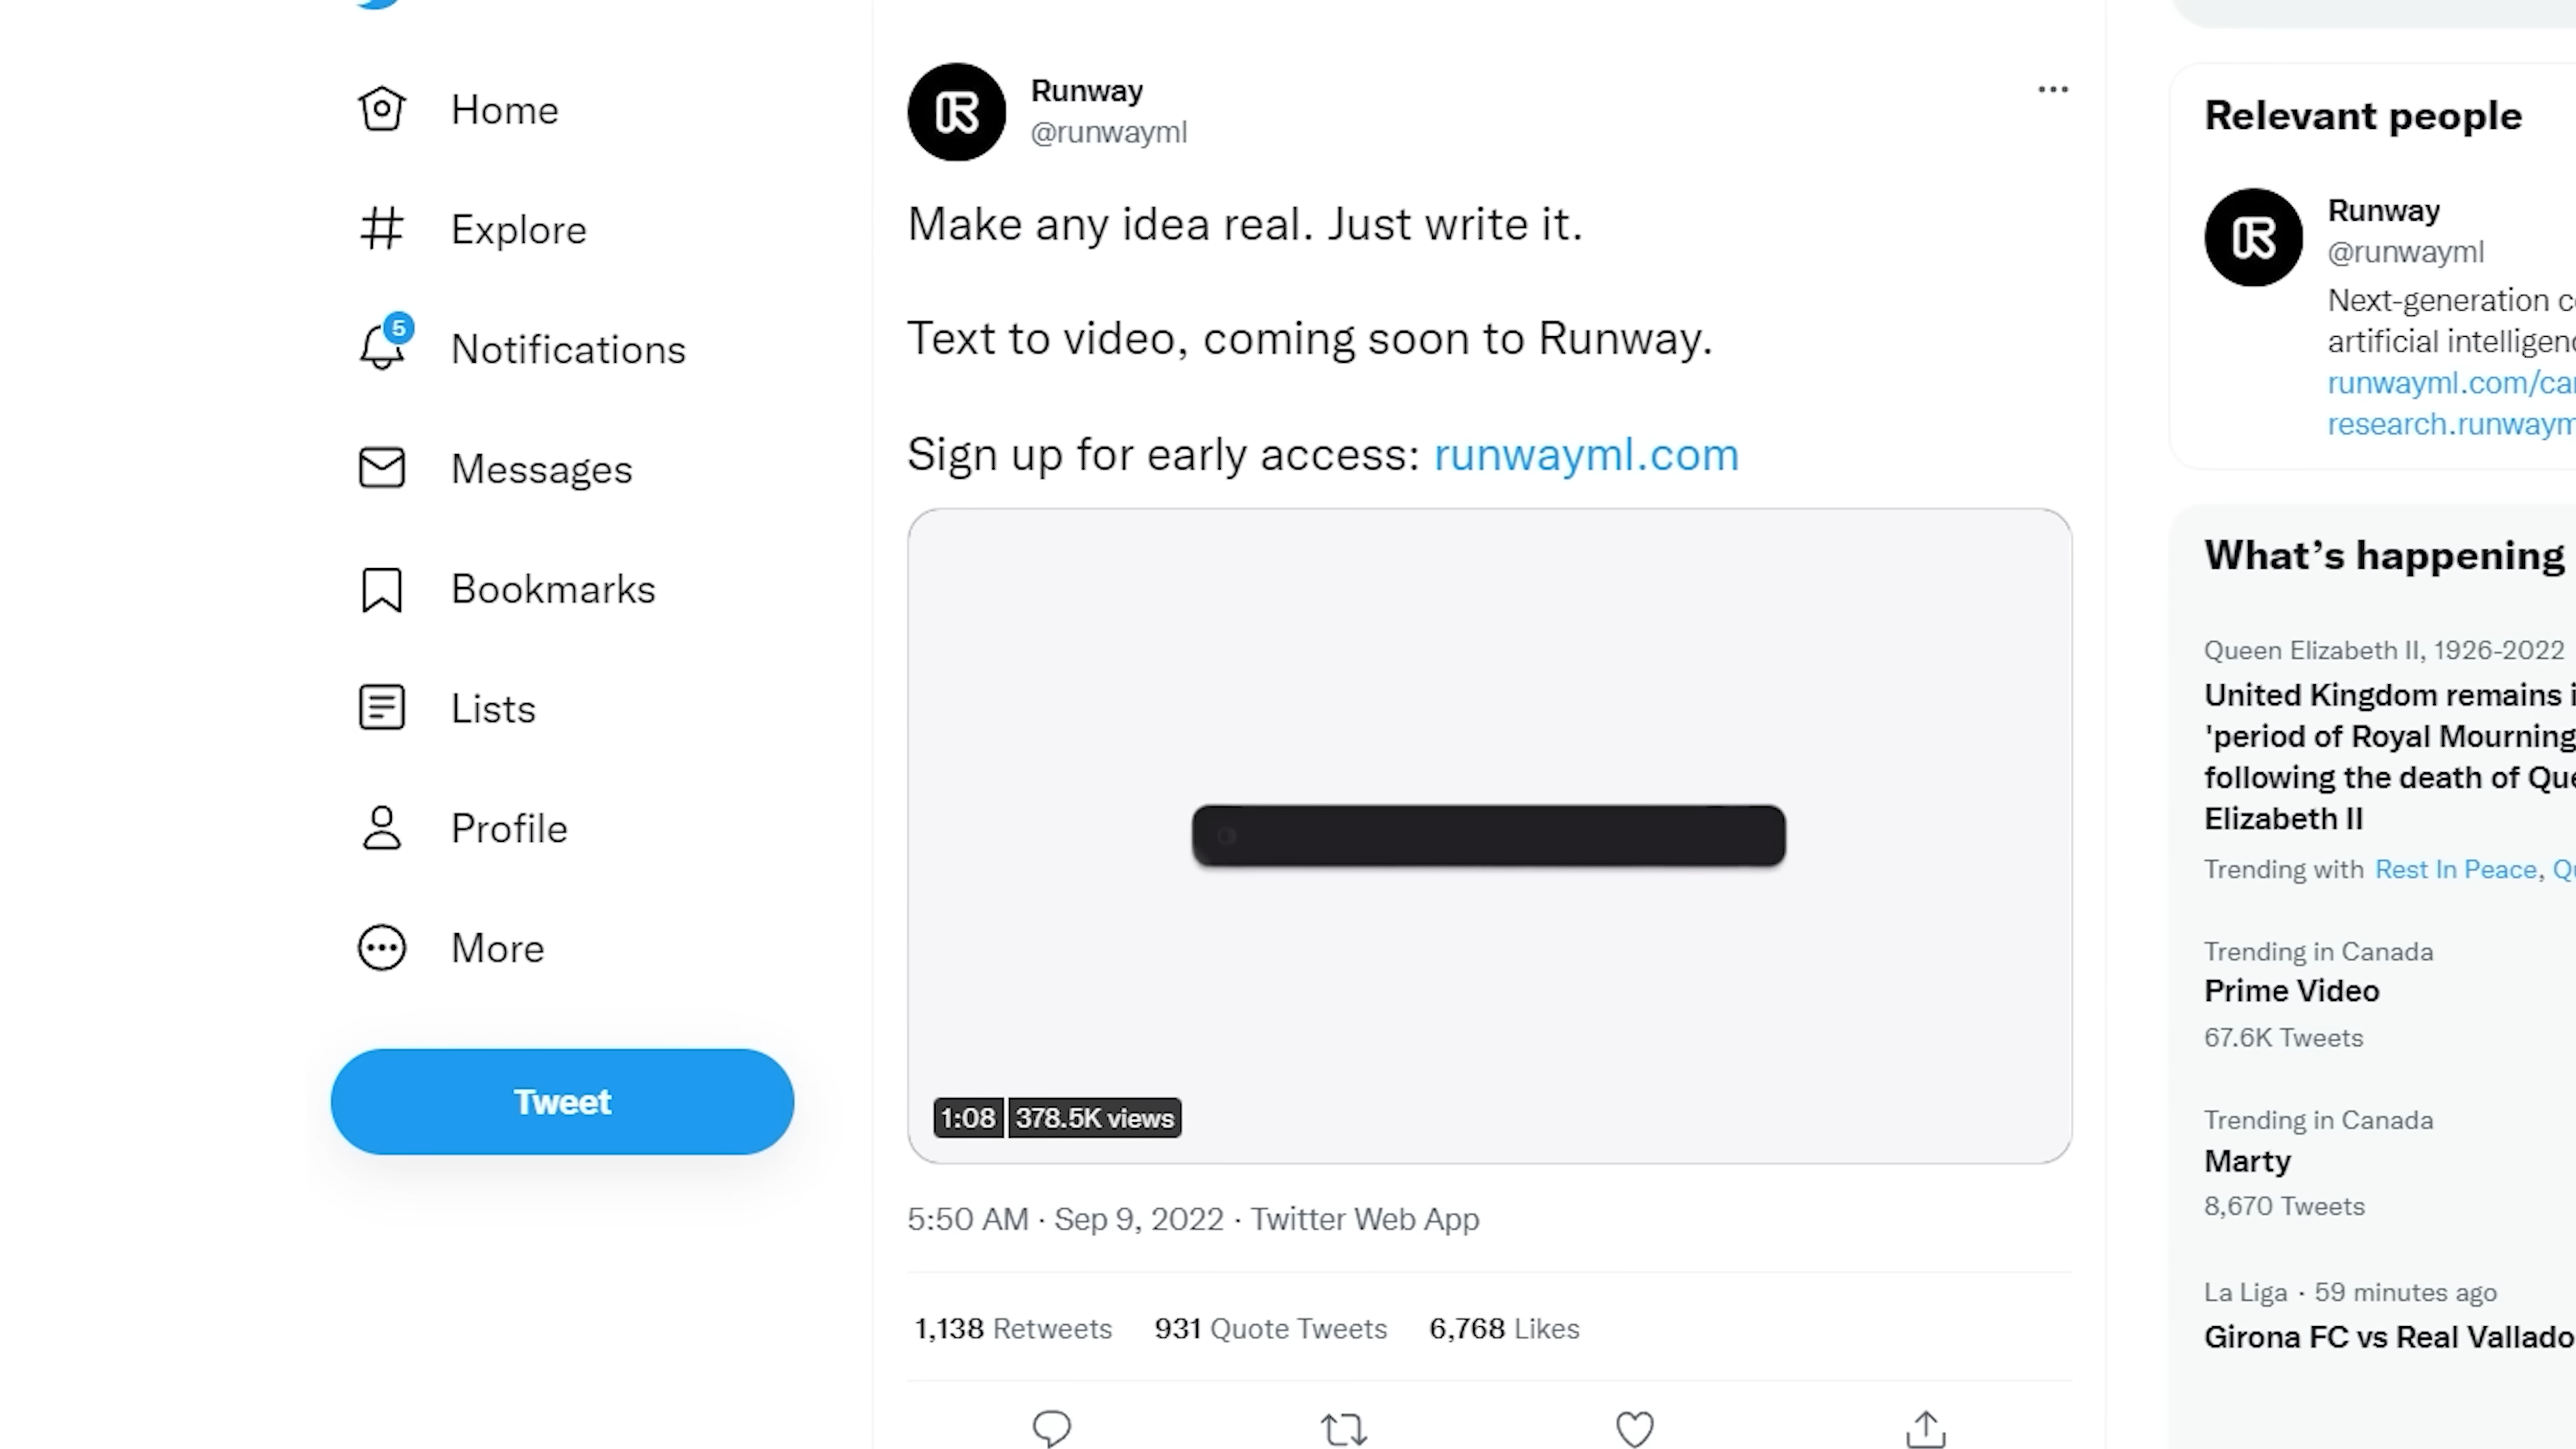 Home
Explore
5
Notifications
Messages
Bookmarks
Lists
Profile
More
Tweet
Runway
@runwayml
Make any idea real. Just write it.
Text to video, coming soon to Runway.
Sign up for early access: runwayml.com
1:08 378.5K views
5:50 AM · Sep 9, 2022 · Twitter Web App
1,138 Retweets 931 Quote Tweets 6,768 Likes
Relevant people
Runway
@runwayml
Next-generation
artificial
runwayml.com/
research.
What's happening
Queen Elizabeth II, 1926-2022
United Kingdom remains
'period of Royal Mourning
following the death of
Elizabeth II
Trending with Rest In Peace,
Trending in Canada
Prime Video
67.6K Tweets
Trending in Canada
Marty
8,670 Tweets
La Liga · 59 minutes ago
Girona FC vs Real